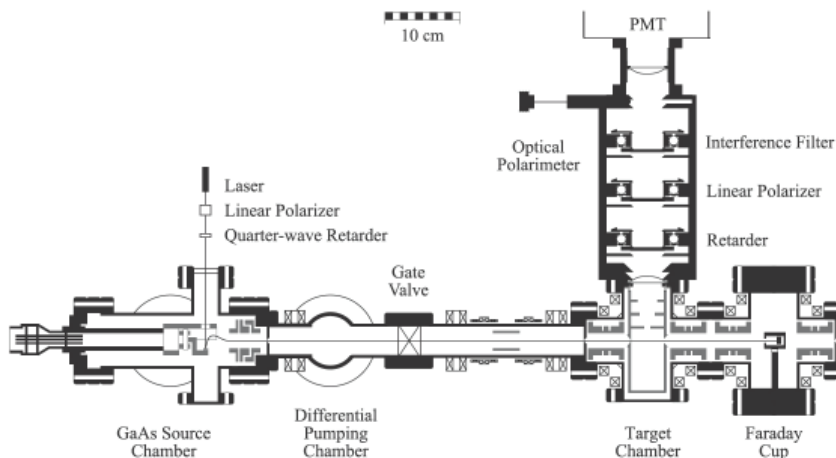 10 cm
PMT
Optical
Polarimeter
Interference Filter
Linear Polarizer
Retarder
Laser
Linear Polarizer
Quarter-wave Retarder
Gate
Valve
GaAs Source
Chamber
Differential
Pumping
Chamber
Target
Chamber
Faraday
Cup